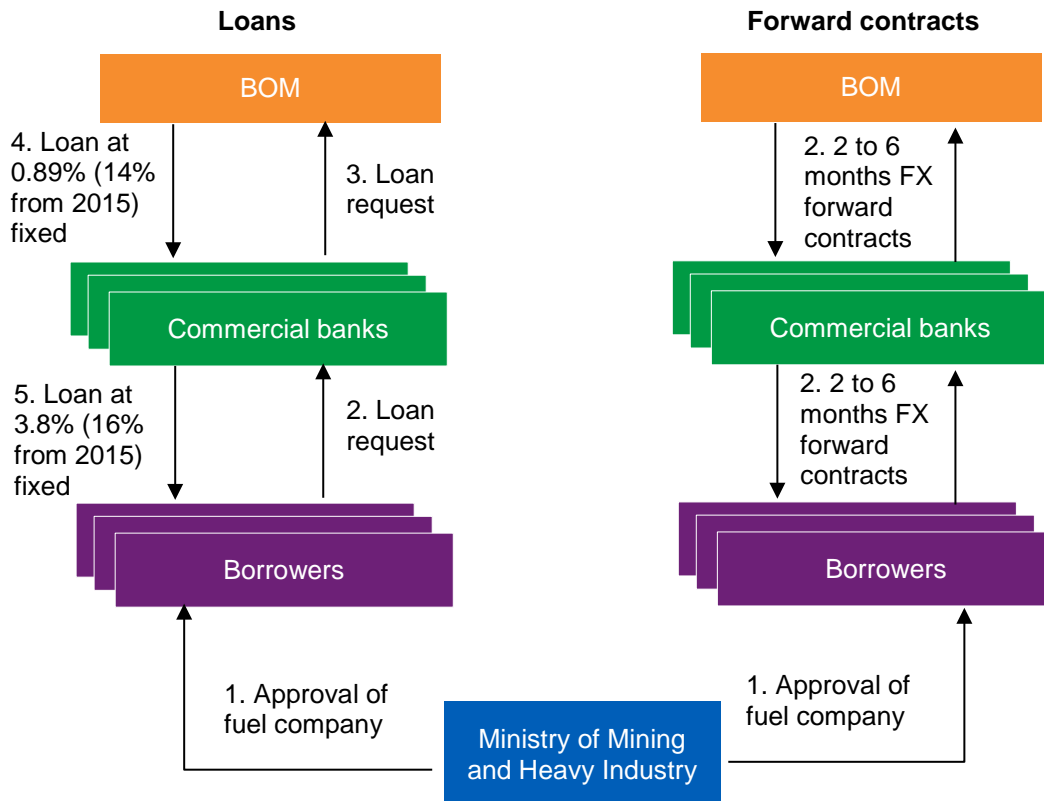 Loans
BOM
4. Loan at
0.89% (14%
from 2015)
fixed
3. Loan
request
Commercial banks
5. Loan at
3.8% (16%
from 2015)
fixed
2. Loan
request
Borrowers
1. Approval of
fuel company
Forward contracts
BOM
2. 2 to 6
months FX
forward
contracts
Commercial banks
2. 2 to 6
months FX
forward
contracts
Borrowers
1. Approval of
fuel company
Ministry of Mining
and Heavy Industry